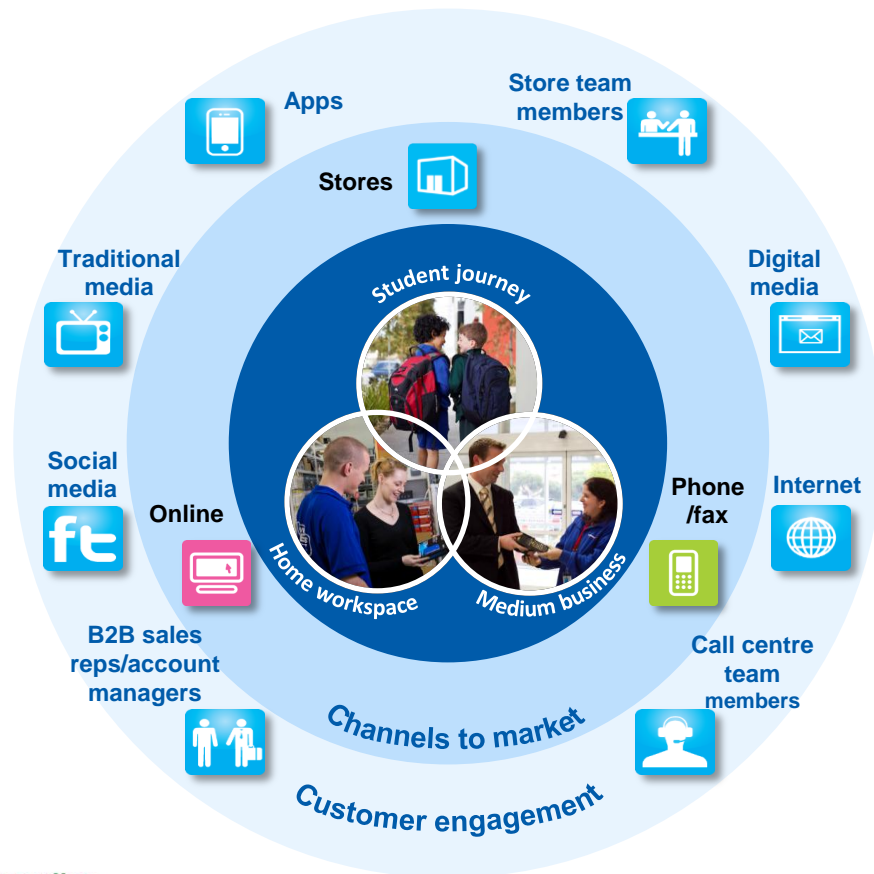 Apps
Store team
members
Stores
Traditional
media
Digital
media
Student journey
Social
media
Online
Phone
/fax
Internet
Home workspace
Medium business
B2B sales
reps/account
managers
Call centre
team
members
Channels to market
Customer engagement